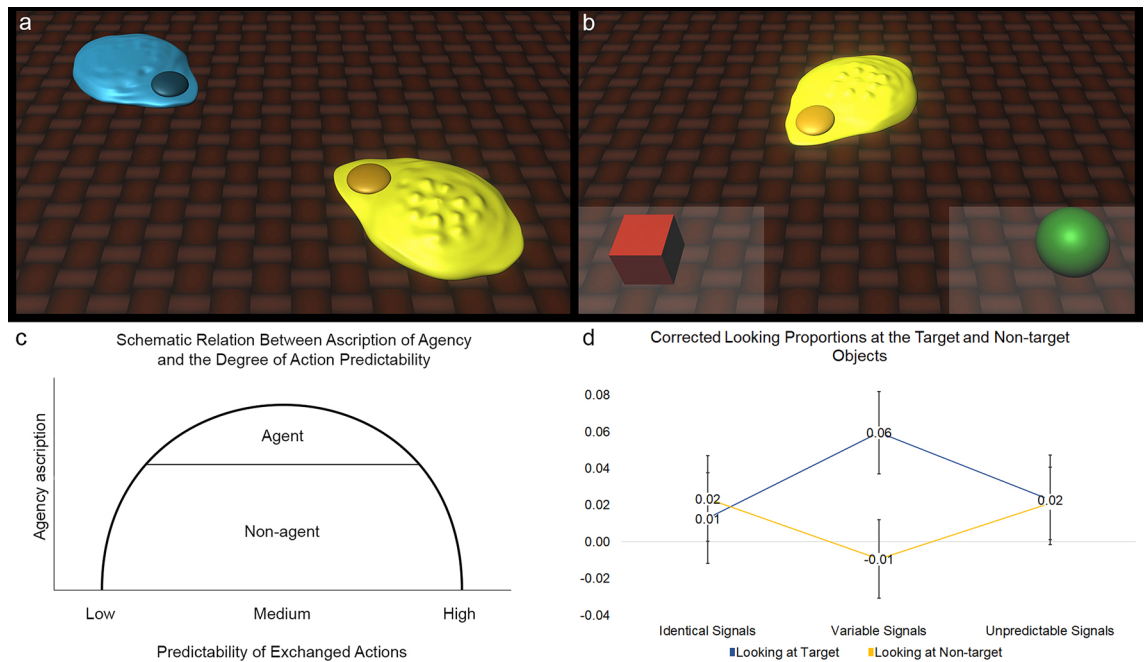 a
b
c
Schematic Relation Between Ascription of Agency
and the Degree of Action Predictability
Agency ascription
Agent
Non-agent
Low
Medium
High
Predictability of Exchanged Actions
d
Corrected Looking Proportions at the Target and Non-target
Objects
0.08
0.06
0.04
0.02
0.00
-0.02
-0.04
0.02
0.01
0.06
-0.01
0.02
Identical Signals
Variable Signals
Unpredictable Signals
Looking at Target
Looking at Non-target